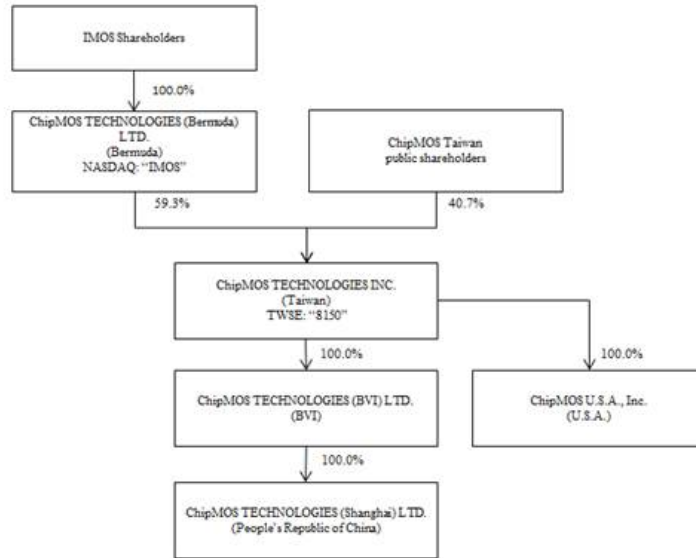 IMOS Shareholders
100.0%
ChipMOS TECHNOLOGIES (Bermuda)
LTD.
(Bermuda)
NASDAQ: “IMOS”
ChipMOS Taiwan
public shareholders
59.3%
40.7%
ChipMOS TECHNOLOGIES INC.
(Taiwan)
TWSE: “8150”
100.0%
100.0%
ChipMOS TECHNOLOGIES (BVI) LTD.
(BVI)
ChipMOS U.S.A., Inc.
(U.S.A.)
100.0%
ChipMOS TECHNOLOGIES (Shanghai) LTD.
(People’s Republic of China)